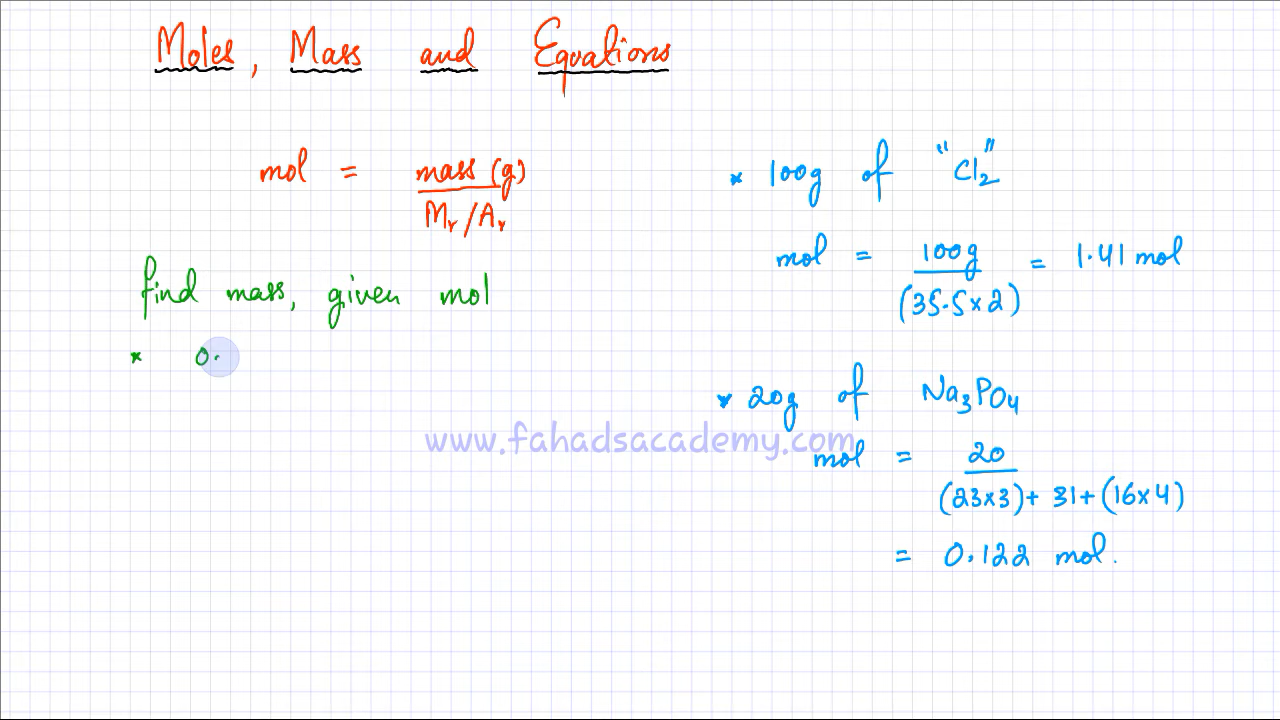 Moles, Mass and Equations
mol = mass (g)
Mr/Ar
find mass, given mol
* 0.
* 100g of "Cl2"
mol = 100g = 1.41 mol
(35.5×2)
* 20g of Na3PO4
mol = 20
(23×3)+ 31+(16×4)
= 0.122 mol.
www.fahadsacademy.com